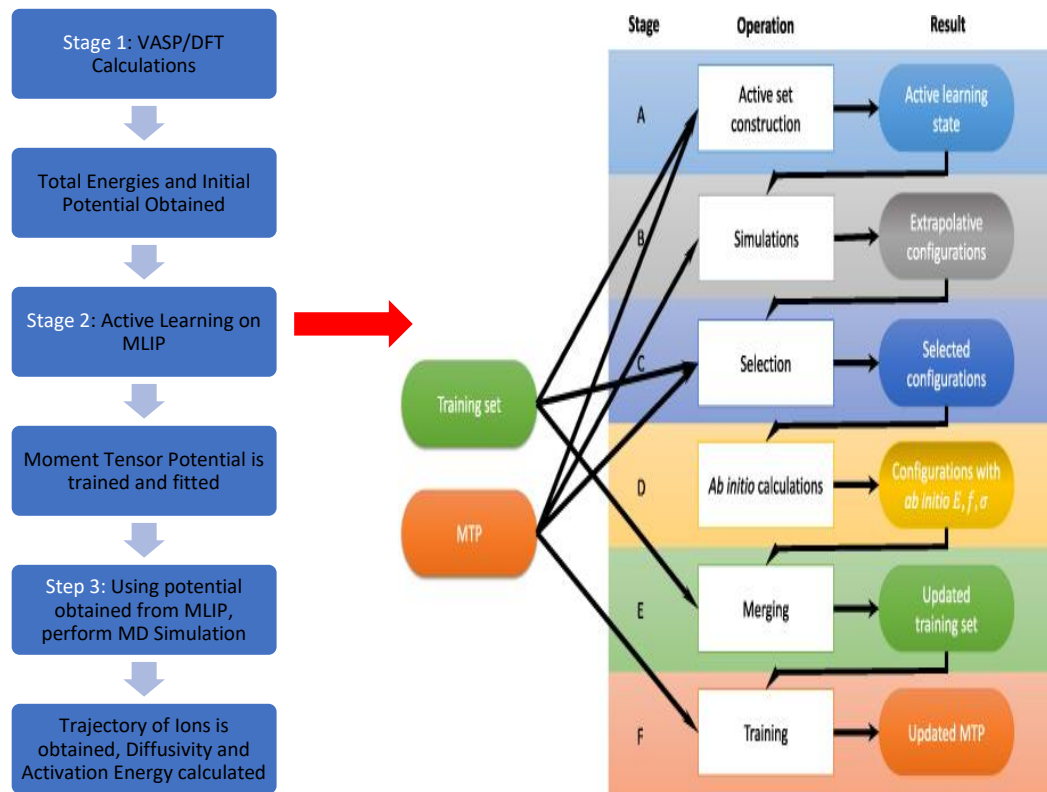 Stage 1: VASP/DFT
Calculations
Total Energies and Initial
Potential Obtained
Stage 2: Active Learning on
MLIP
Moment Tensor Potential is
trained and fitted
Step 3: Using potential
obtained from MLIP,
perform MD Simulation
Trajectory of Ions is
obtained, Diffusivity and
Activation Energy calculated
Training set
MTP
Stage Operation Result
A
Active set
construction
Active learning
state
B
Simulations
Extrapolative
configurations
C
Selection
Selected
configurations
D
Ab initio calculations
Configurations with
ab initio E, f, σ
E
Merging
Updated
training set
F
Training
Updated MTP